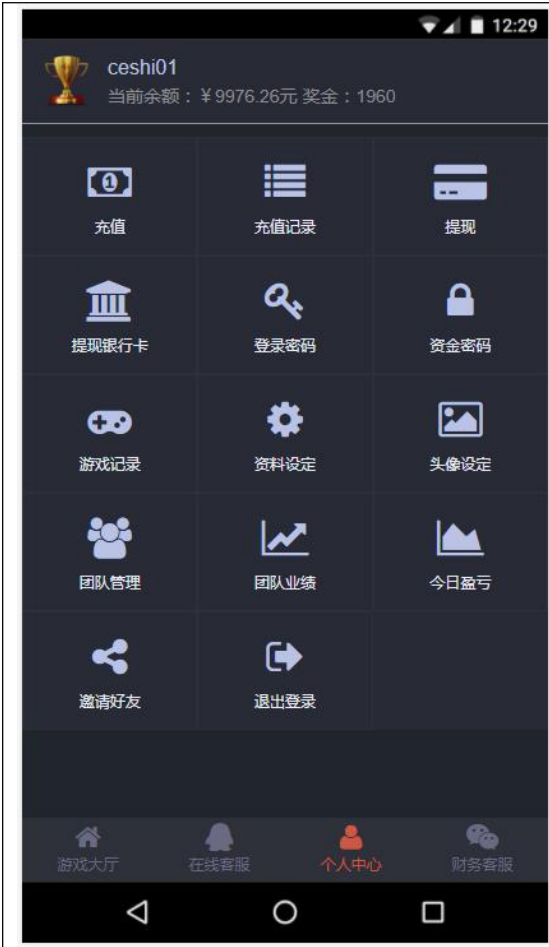 12:29
ceshi01
当前余额：￥9976.26元 奖金：1960
充值
充值记录
提现
提现银行卡
登录密码
资金密码
游戏记录
资料设定
头像设定
团队管理
团队业绩
今日盈亏
邀请好友
退出登录
游戏大厅
在线客服
个人中心
财务客服